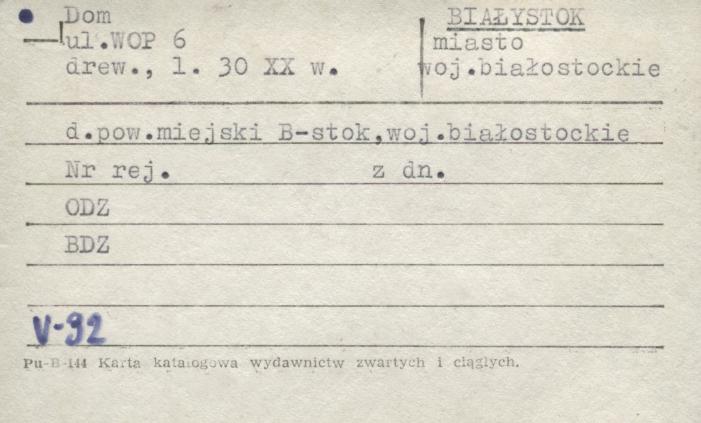 Dom
ul.WOP 6
drew., l. 30 XX w.
BIAŁYSTOK
miasto
woj.białostockie
d.pow.miejski B-stok,woj.białostockie
Nr rej. z dn.
ODZ
BDZ
V-92
Pu-B-144 Karta katalogowa wydawnictw zwartych i ciągłych.